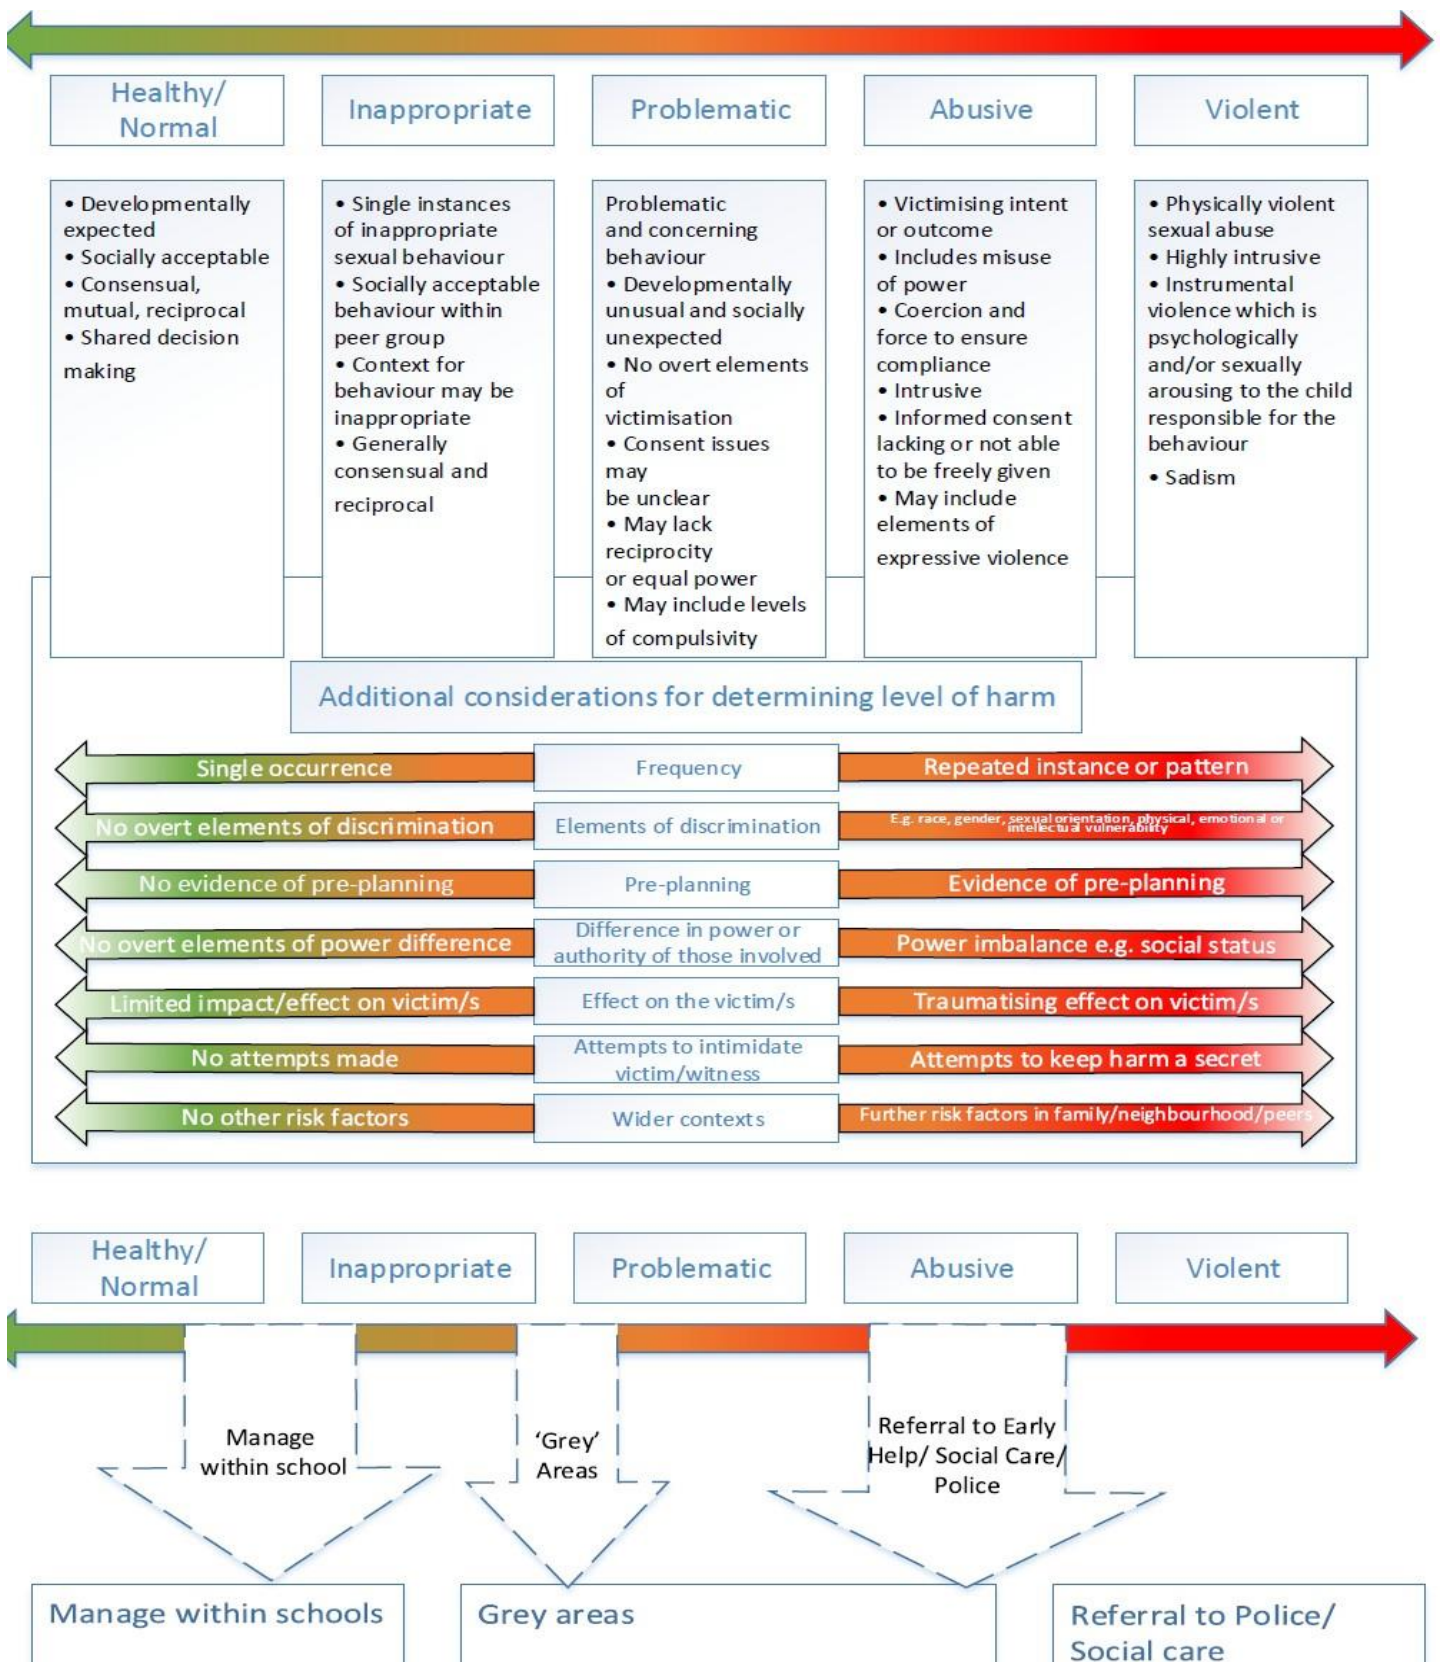 Healthy/
Normal
Inappropriate
Problematic
Abusive
Violent
• Developmentally
expected
• Socially acceptable
• Consensual,
mutual, reciprocal
• Shared decision
making
• Single instances
of inappropriate
sexual behaviour
• Socially acceptable
behaviour within
peer group
• Context for
behaviour may be
inappropriate
• Generally
consensual and
reciprocal
Problematic
and concerning
behaviour
• Developmentally
unusual and socially
unexpected
• No overt elements
of
victimisation
• Consent issues
may
be unclear
• May lack
reciprocity
or equal power
• May include levels
of compulsivity
• Victimising intent
or outcome
• Includes misuse
of power
• Coercion and
force to ensure
compliance
• Intrusive
• Informed consent
lacking or not able
to be freely given
• May include
elements of
expressive violence
• Physically violent
sexual abuse
• Highly intrusive
• Instrumental
violence which is
psychologically
and/or sexually
arousing to the child
responsible for the
behaviour
• Sadism
Additional considerations for determining level of harm
Single occurrence
Frequency
Repeated instance or pattern
No overt elements of discrimination
Elements of discrimination
E.g. race, gender, sexual orientation, physical, emotional or
intellectual vulnerability
No evidence of pre-planning
Pre-planning
Evidence of pre-planning
No overt elements of power difference
Difference in power or
authority of those involved
Power imbalance e.g. social status
Limited impact/effect on victim/s
Effect on the victim/s
Traumatising effect on victim/s
No attempts made
Attempts to intimidate
victim/witness
Attempts to keep harm a secret
No other risk factors
Wider contexts
Further risk factors in family/neighbourhood/peers
Healthy/
Normal
Inappropriate
Problematic
Abusive
Violent
Manage
within school
‘Grey’
Areas
Referral to Early
Help/ Social Care/
Police
Manage within schools
Grey areas
Referral to Police/
Social care